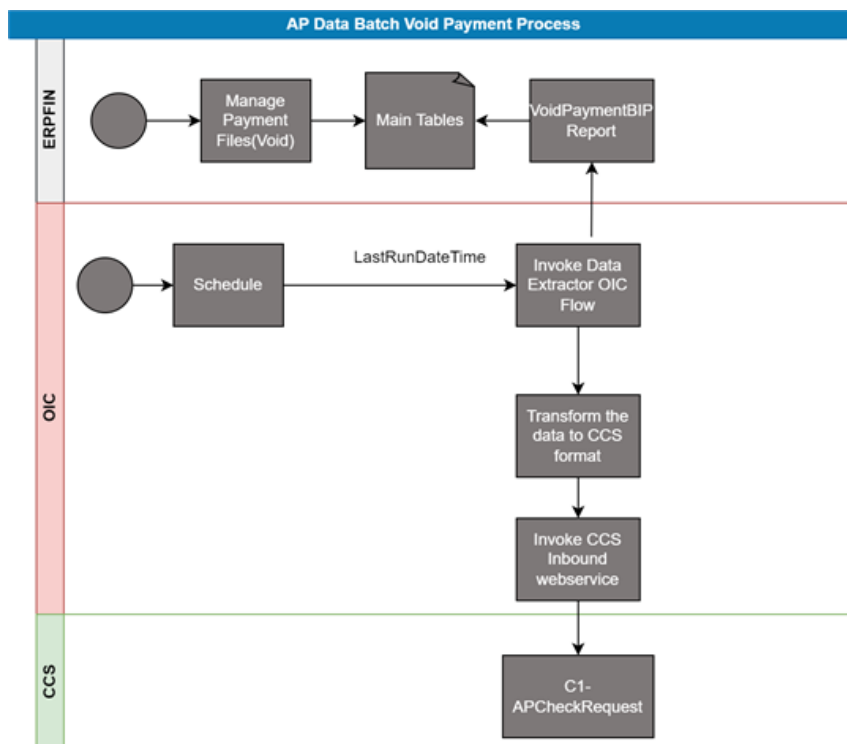 AP Data Batch Void Payment Process
ERPFIN
Manage
Payment
Files(Void)
Main Tables
VoidPaymentBIP
Report
OIC
Schedule
LastRunDateTime
Invoke Data
Extractor OIC
Flow
Transform the
data to CCS
format
Invoke CCS
Inbound
webservice
CCS
C1-
APCheckRequest